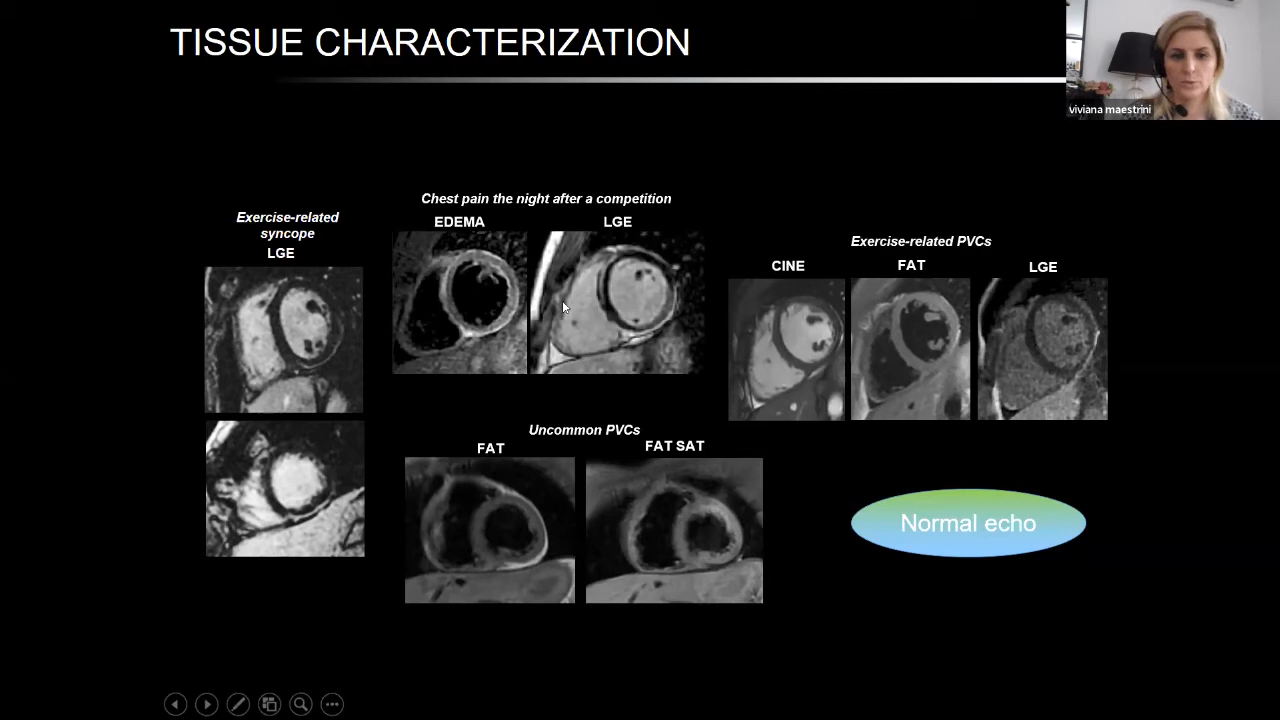 TISSUE CHARACTERIZATION
viviana maestrini
Exercise-related
syncope
LGE
Chest pain the night after a competition
EDEMA
LGE
Exercise-related PVCs
CINE
FAT
LGE
Uncommon PVCs
FAT
FAT SAT
Normal echo